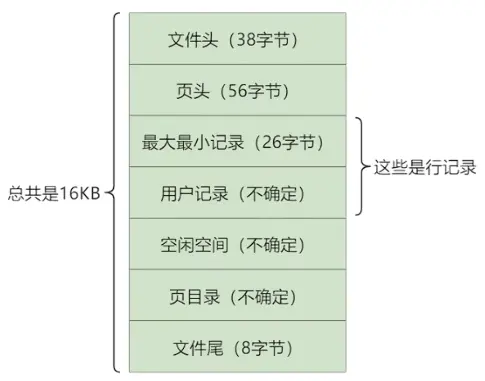 文件头（38字节）
页头（56字节）
最大最小记录（26字节）
这些是行记录
总共是16KB
用户记录（不确定）
空闲空间（不确定）
页目录（不确定）
文件尾（8字节）